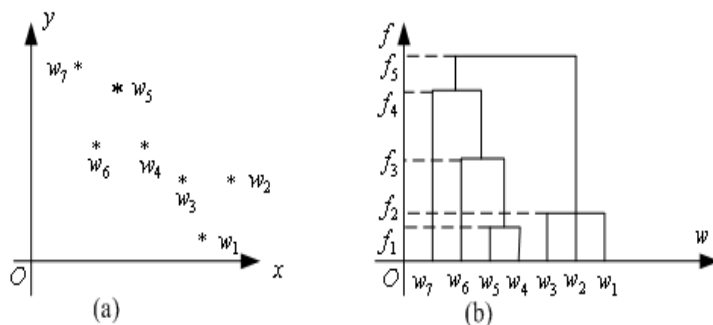 y
w₇ *
* w₅
* *
w₆ w₄
* * w₂
w₃
* w₁
O x
(a)
f
f₅
f₄
f₃
f₂
f₁
w
O w₇ w₆ w₅ w₄ w₃ w₂ w₁
(b)